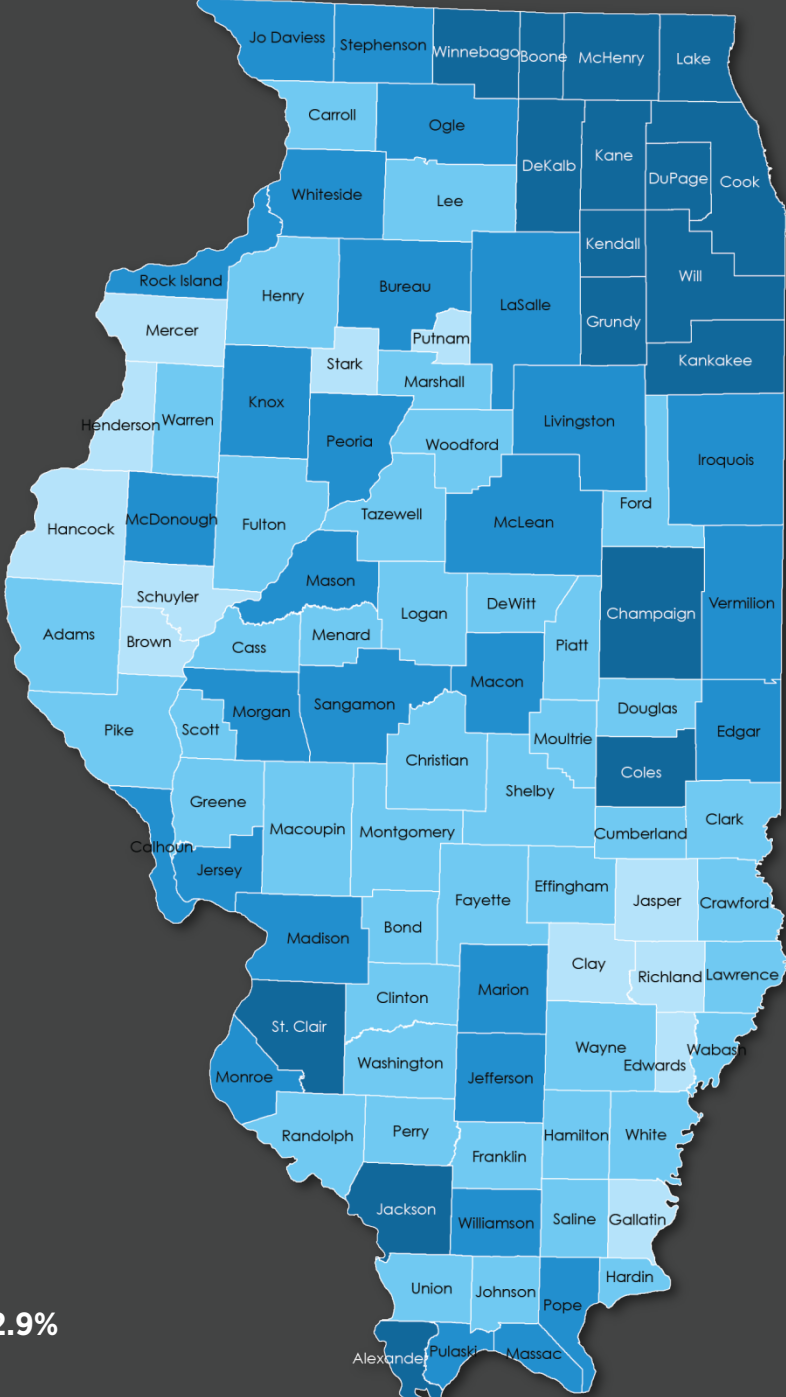 Jo Daviess
Stephenson
Winnebago
Boone
McHenry
Lake
Carroll
Ogle
DeKalb
Kane
DuPage
Cook
Whiteside
Lee
Kendall
Will
Rock Island
Henry
Bureau
LaSalle
Grundy
Mercer
Putnam
Kankakee
Stark
Marshall
Henderson
Warren
Knox
Peoria
Woodford
Livingston
Iroquois
Hancock
McDonough
Fulton
Tazewell
McLean
Ford
Schuyler
Mason
Logan
DeWitt
Champaign
Vermilion
Adams
Brown
Cass
Menard
Piatt
Pike
Scott
Morgan
Sangamon
Macon
Douglas
Moultrie
Edgar
Christian
Coles
Greene
Shelby
Calhoun
Macoupin
Montgomery
Cumberland
Clark
Jersey
Effingham
Fayette
Jasper
Crawford
Madison
Bond
Clay
Richland
Lawrence
Clinton
Marion
St. Clair
Wayne
Wabash
Washington
Edwards
Monroe
Jefferson
Randolph
Perry
Hamilton
White
Franklin
Jackson
Williamson
Saline
Gallatin
Union
Johnson
Pope
Hardin
Alexander
Pulaski
Massac
2.9%